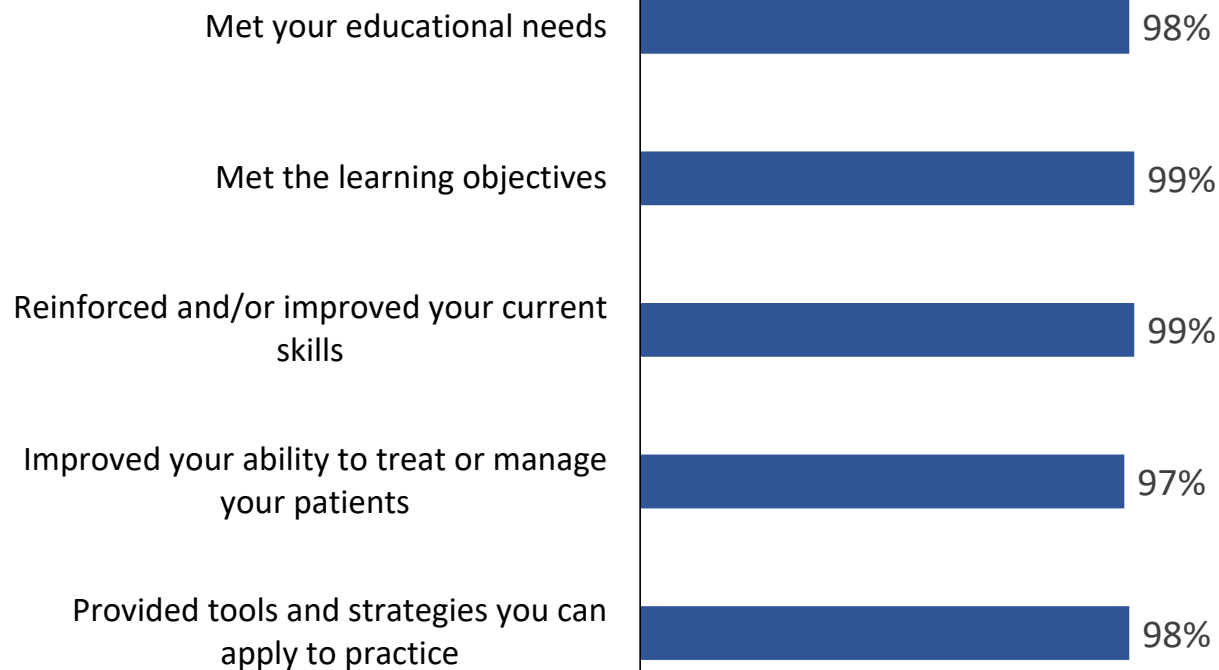 Met your educational needs
98%
Met the learning objectives
99%
Reinforced and/or improved your current
skills
99%
Improved your ability to treat or manage
your patients
97%
Provided tools and strategies you can
apply to practice
98%